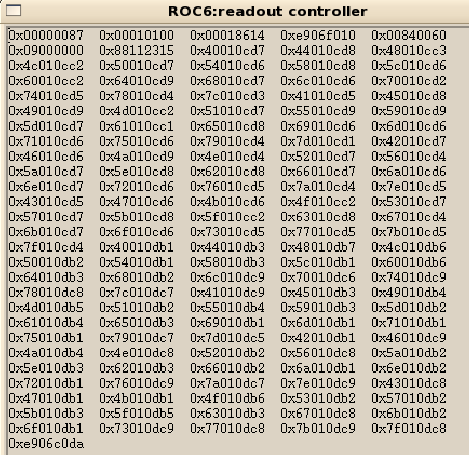 ROC6:readout controller
0x00000087 0x00010100 0x00018614 0xe906f010 0x00840060
0x09000000 0x88112315 0x40010cd7 0x44010cd8 0x48010cc3
0x4c010cc2 0x50010cd7 0x54010cd6 0x58010cd8 0x5c010cd6
0x60010cc2 0x64010cd9 0x68010cd7 0x6c010cd6 0x70010cd2
0x74010cd5 0x78010cd4 0x7c010cd3 0x41010cd5 0x45010cd8
0x49010cd9 0x4d010cc2 0x51010cd7 0x55010cd9 0x59010cd9
0x5d010cd7 0x61010cc1 0x65010cd8 0x69010cd6 0x6d010cd6
0x71010cd6 0x75010cd6 0x79010cd4 0x7d010cd1 0x42010cd7
0x46010cd6 0x4a010cd9 0x4e010cd4 0x52010cd7 0x56010cd4
0x5a010cd7 0x5e010cd8 0x62010cd8 0x66010cd7 0x6a010cd6
0x6e010cd7 0x72010cd6 0x76010cd5 0x7a010cd4 0x7e010cd5
0x43010cd5 0x47010cd6 0x4b010cd6 0x4f010cc2 0x53010cd7
0x57010cd7 0x5b010cd8 0x5f010cc2 0x63010cd8 0x67010cd4
0x6b010cd7 0x6f010cd6 0x73010cd5 0x77010cd5 0x7b010cd5
0x7f010cd4 0x40010db1 0x44010db3 0x48010db7 0x4c010db6
0x50010db2 0x54010db1 0x58010db3 0x5c010db1 0x60010db6
0x64010db3 0x68010db2 0x6c010dc9 0x70010dc6 0x74010dc9
0x78010dc8 0x7c010dc7 0x41010dc9 0x45010db3 0x49010db4
0x4d010db5 0x51010db2 0x55010db4 0x59010db3 0x5d010db2
0x61010db4 0x65010db3 0x69010db1 0x6d010db1 0x71010db1
0x75010db1 0x79010dc7 0x7d010dc5 0x42010db1 0x46010dc9
0x4a010db4 0x4e010dc8 0x52010db2 0x56010dc8 0x5a010db2
0x5e010db3 0x62010db3 0x66010db2 0x6a010db1 0x6e010db2
0x72010db1 0x76010dc9 0x7a010dc7 0x7e010dc9 0x43010dc8
0x47010db1 0x4b010db1 0x4f010db6 0x53010db2 0x57010db2
0x5b010db3 0x5f010db5 0x63010db3 0x67010dc8 0x6b010db2
0x6f010db1 0x73010dc9 0x77010dc8 0x7b010dc9 0x7f010dc8
0xe906c0da